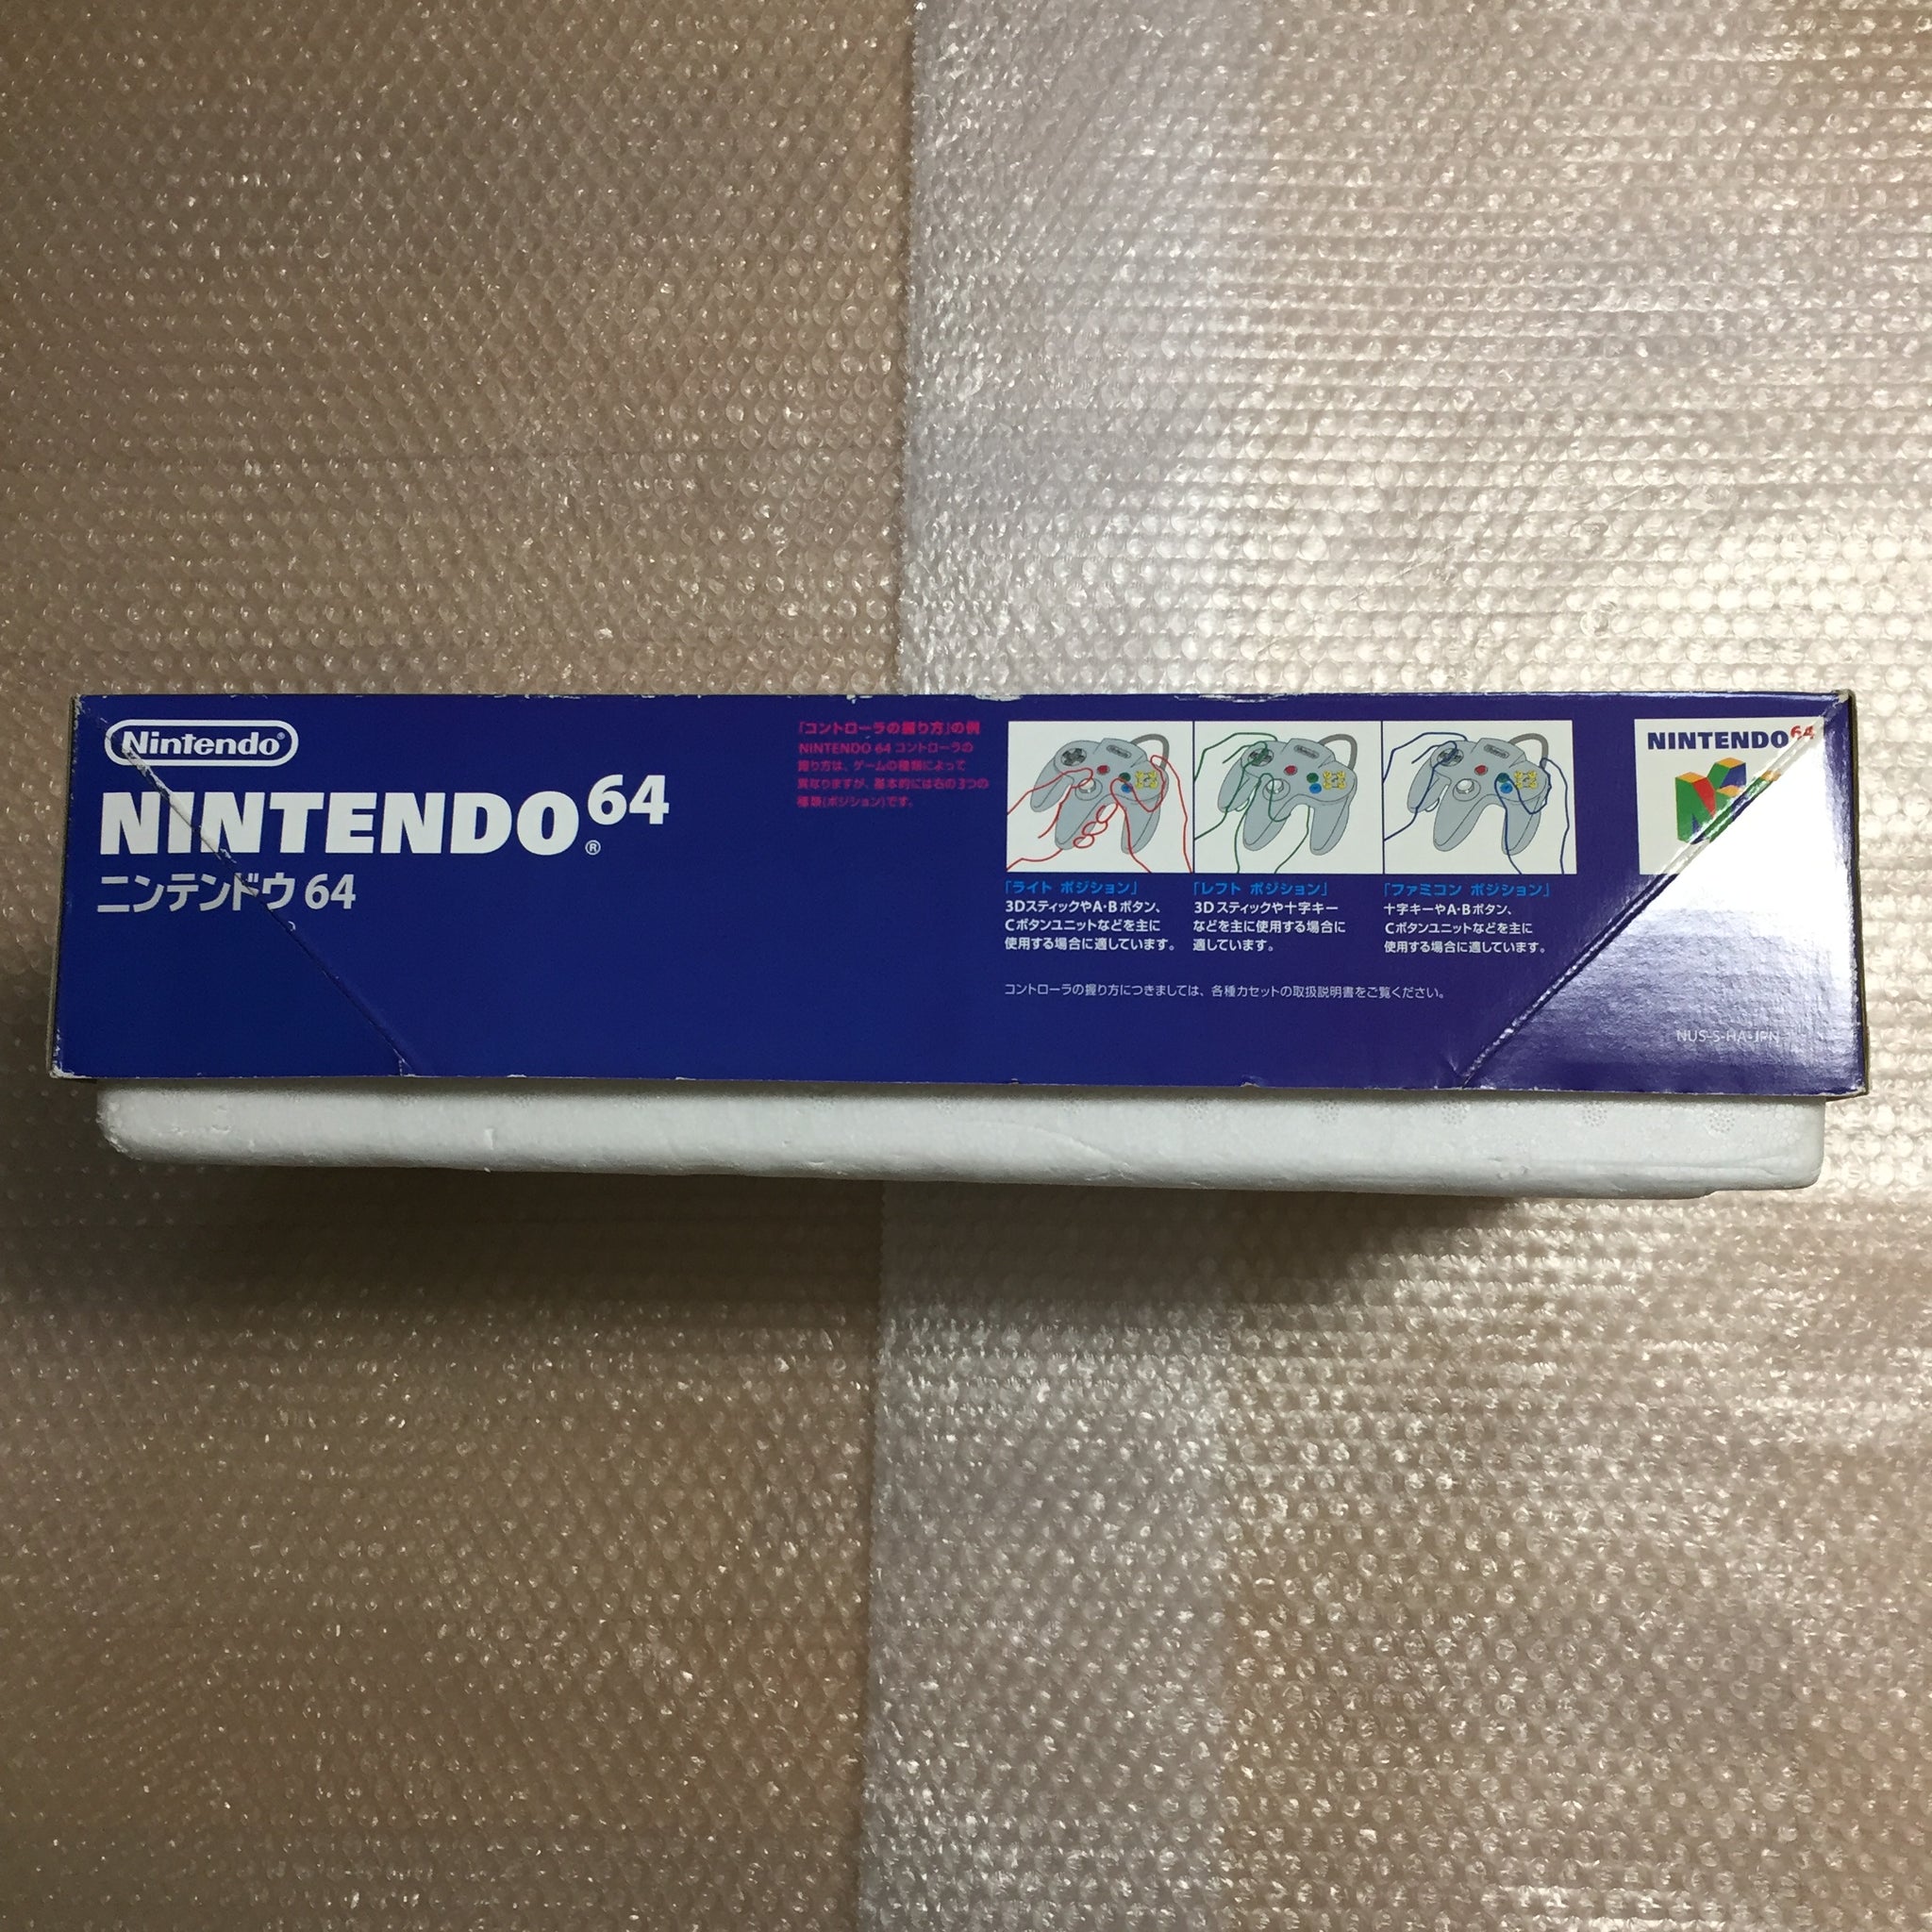 Nintendo®
NINTENDO64®
ニンテンドウ64
「コントローラの握り方」の例
NINTENDO 64 コントローラの
握り方は、ゲームの種類によって
異なりますが、基本的には右の3つの
種類(ポジション)です。
「ライト ポジション」
3DスティックやA・Bボタン、
Cボタンユニットなどを主に
使用する場合に適しています。
「レフト ポジション」
3Dスティックや十字キー
などを主に使用する場合に
適しています。
「ファミコン ポジション」
十字キーやA・Bボタン、
Cボタンユニットなどを主に
使用する場合に適しています。
コントローラの握り方につきましては、各種カセットの取扱説明書をご覧ください。
NINTENDO64
NUS-S-HA-JPN